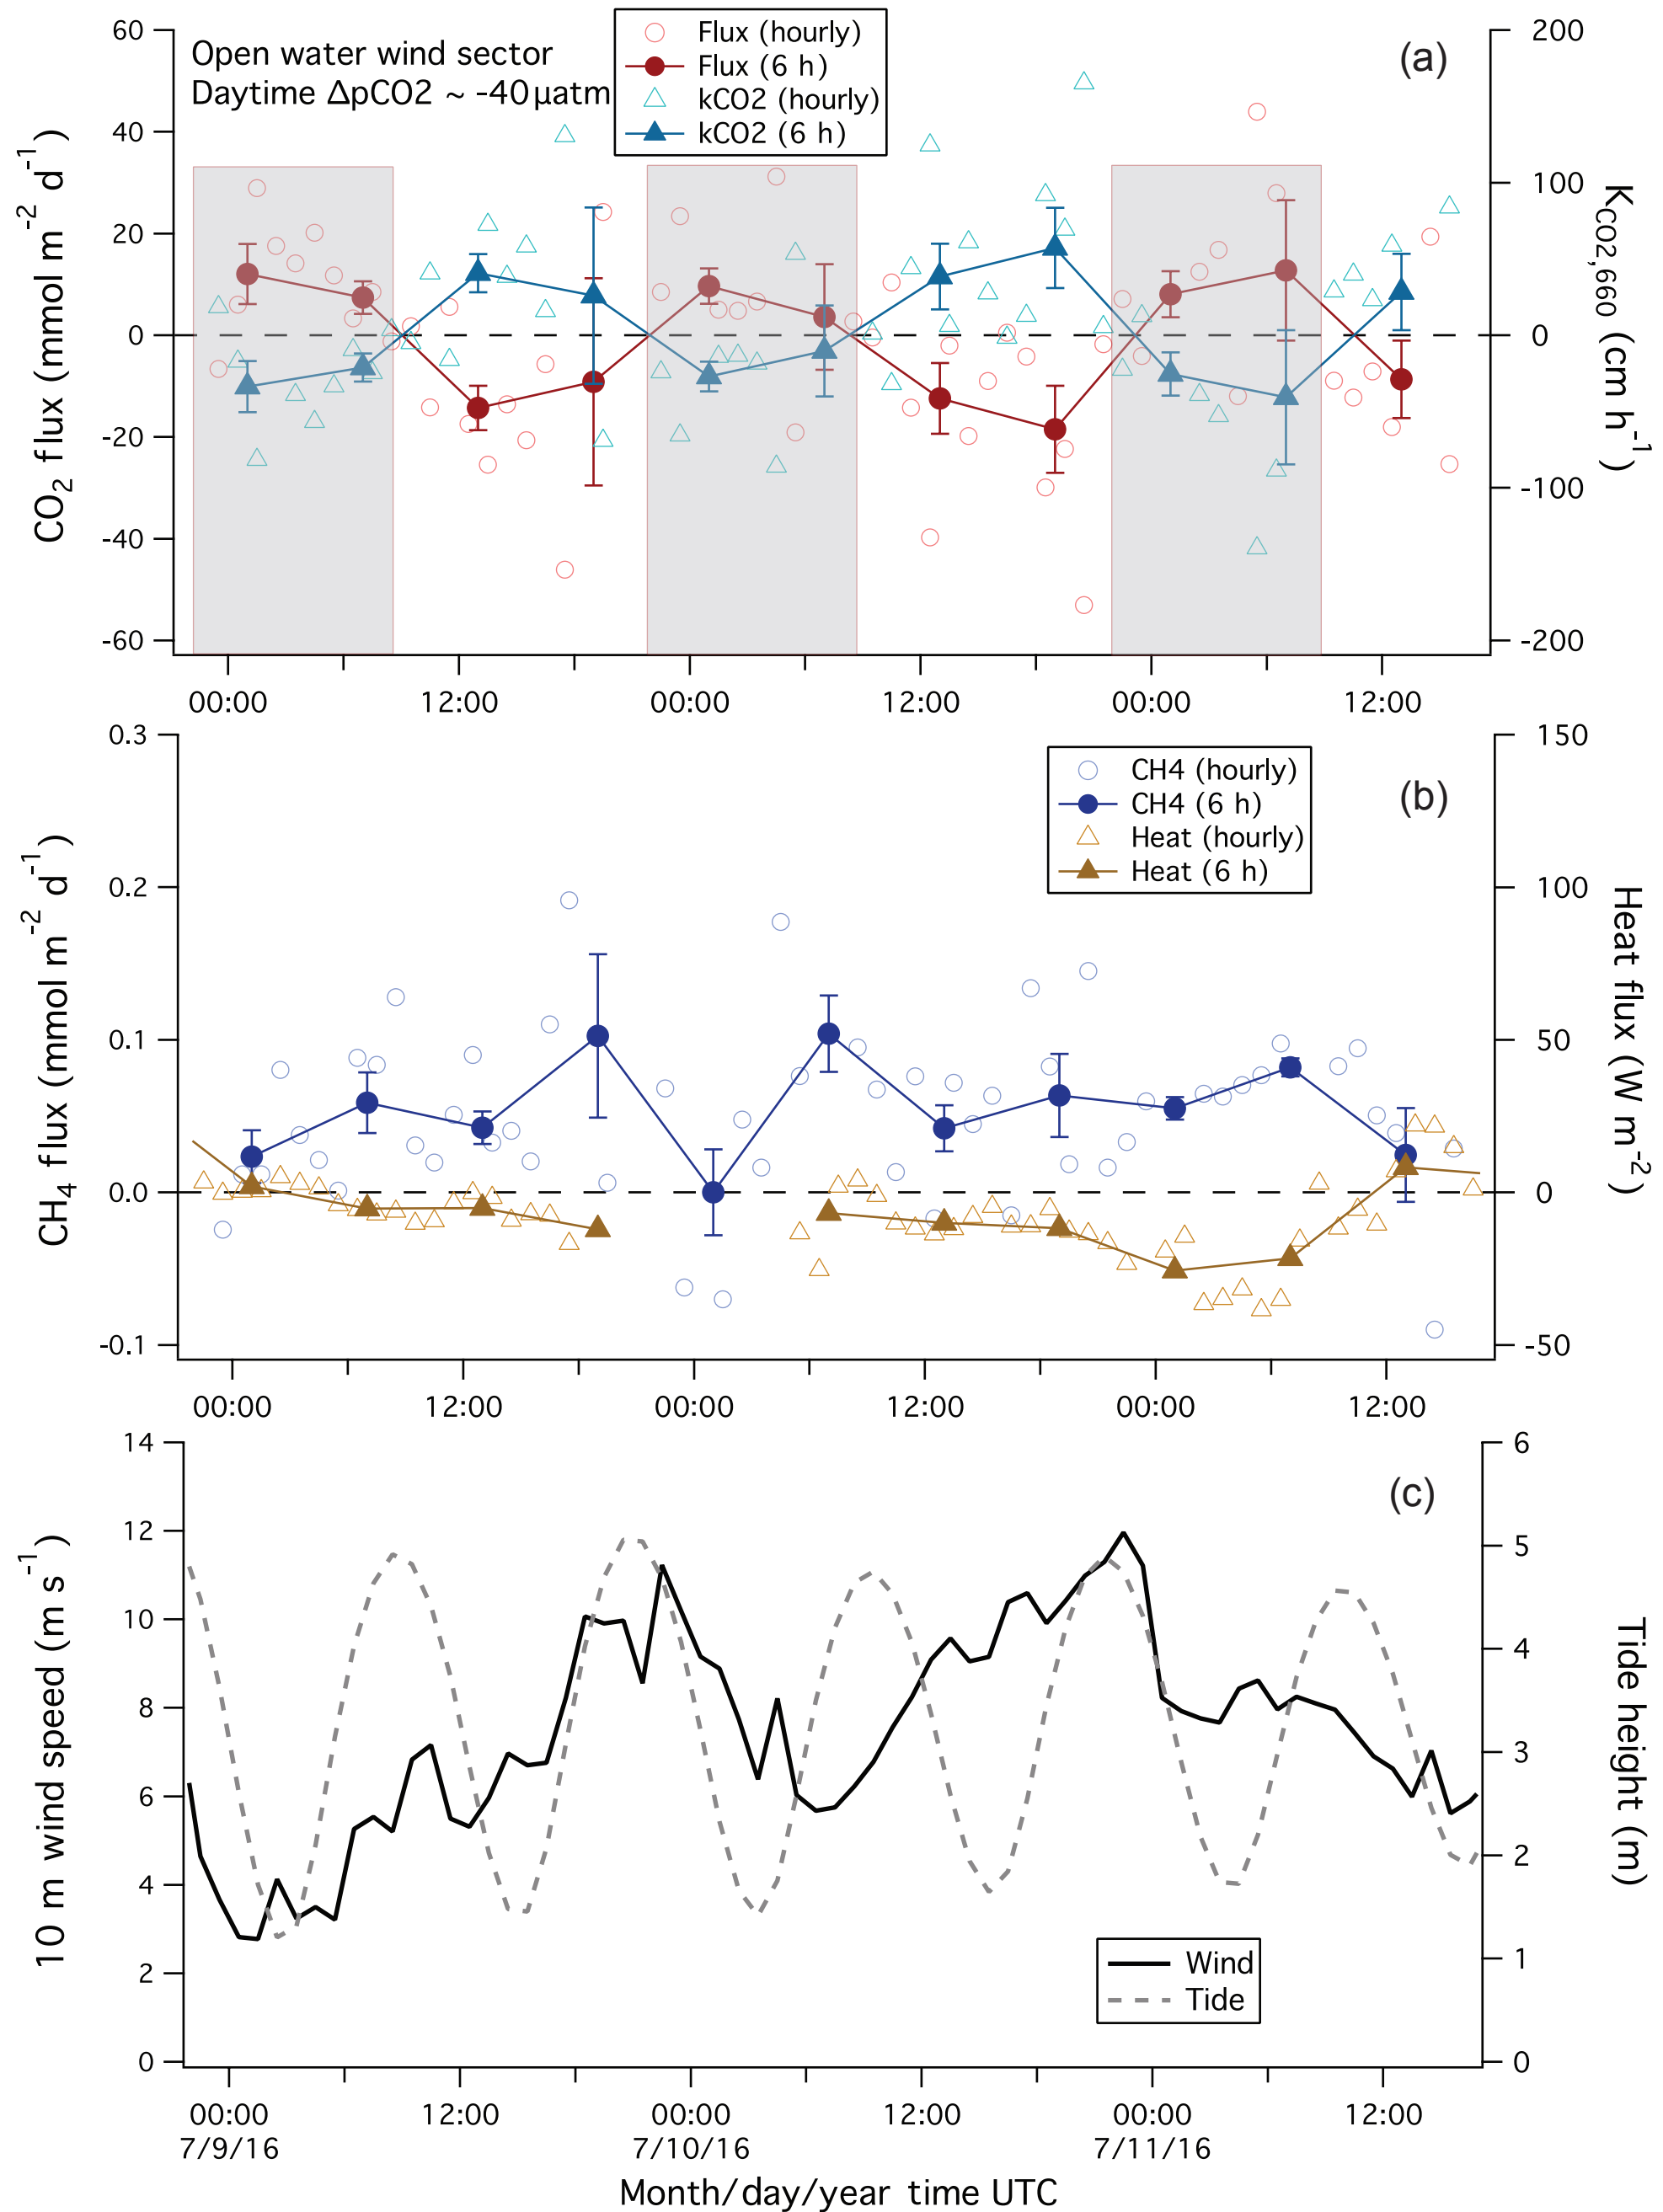 Open water wind sector
Daytime ΔpCO2 ~ -40 µatm
Flux (hourly)
Flux (6 h)
kCO2 (hourly)
kCO2 (6 h)
(a)
60
40
20
0
-20
-40
-60
CO2 flux (mmol m-2 d-1)
200
100
0
-100
-200
KCO2,660 (cm h-1)
00:00 12:00 00:00 12:00 00:00 12:00
CH4 (hourly)
CH4 (6 h)
Heat (hourly)
Heat (6 h)
(b)
0.3
0.2
0.1
0.0
-0.1
CH4 flux (mmol m-2 d-1)
150
100
50
0
-50
Heat flux (W m-2)
00:00 12:00 00:00 12:00 00:00 12:00
(c)
14
12
10
8
6
4
2
0
10 m wind speed (m s-1)
6
5
4
3
2
1
0
Tide height (m)
Wind
Tide
00:00 12:00 00:00 12:00 00:00 12:00
7/9/16 7/10/16 7/11/16
Month/day/year time UTC